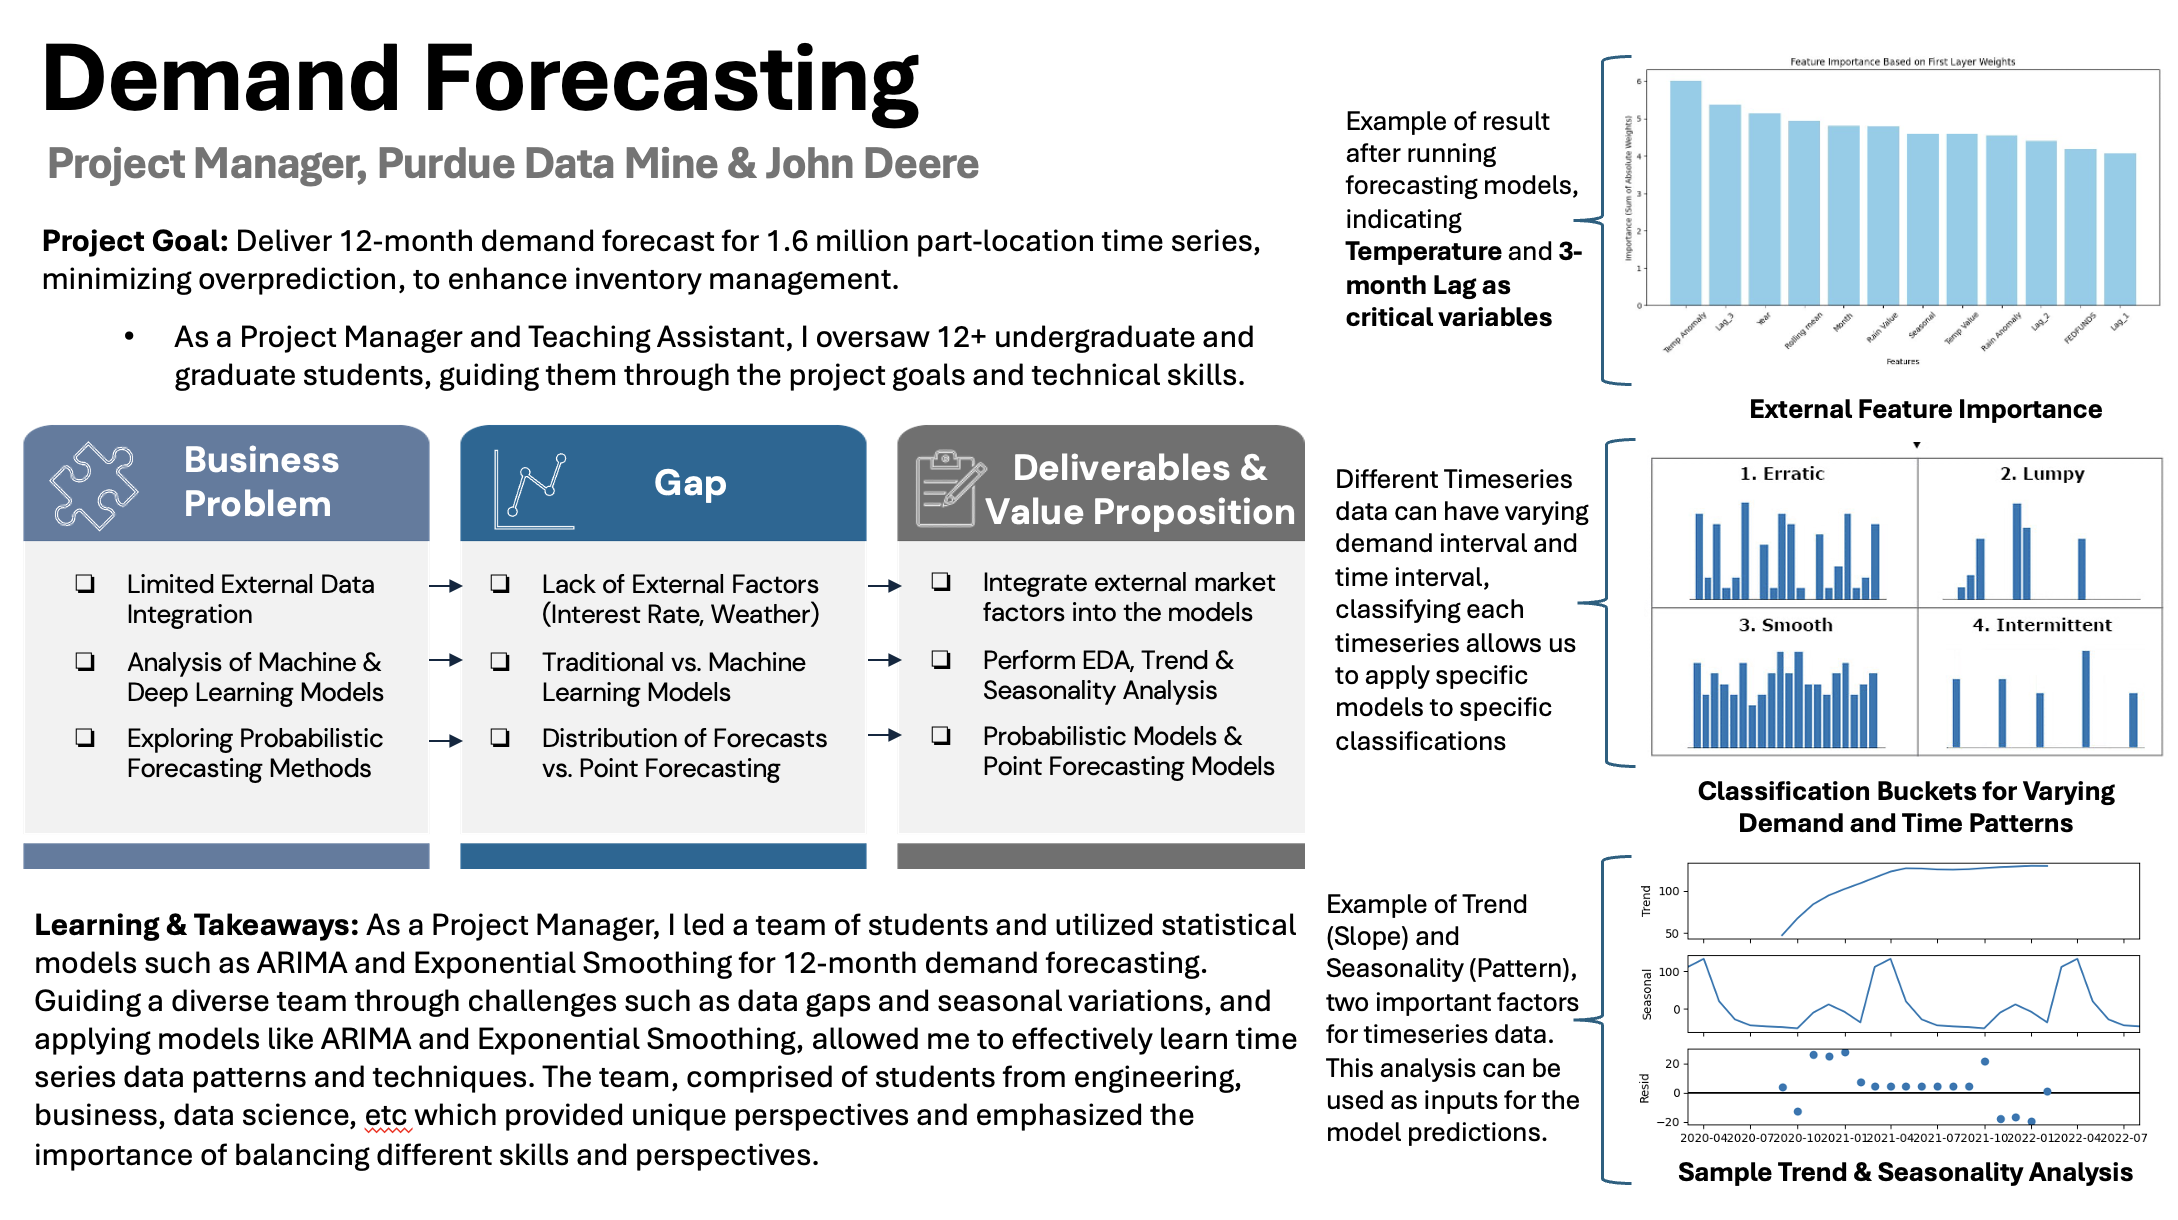 Demand Forecasting
Project Manager, Purdue Data Mine & John Deere
Project Goal: Deliver 12-month demand forecast for 1.6 million part-location time series,
minimizing overprediction, to enhance inventory management.
• As a Project Manager and Teaching Assistant, I oversaw 12+ undergraduate and
graduate students, guiding them through the project goals and technical skills.
Business
Problem
❑ Limited External Data
Integration
❑ Analysis of Machine &
Deep Learning Models
❑ Exploring Probabilistic
Forecasting Methods
Gap
❑ Lack of External Factors
(Interest Rate, Weather)
❑ Traditional vs. Machine
Learning Models
❑ Distribution of Forecasts
vs. Point Forecasting
Deliverables &
Value Proposition
❑ Integrate external market
factors into the models
❑ Perform EDA, Trend &
Seasonality Analysis
❑ Probabilistic Models &
Point Forecasting Models
Learning & Takeaways: As a Project Manager, I led a team of students and utilized statistical
models such as ARIMA and Exponential Smoothing for 12-month demand forecasting.
Guiding a diverse team through challenges such as data gaps and seasonal variations, and
applying models like ARIMA and Exponential Smoothing, allowed me to effectively learn time
series data patterns and techniques. The team, comprised of students from engineering,
business, data science, etc which provided unique perspectives and emphasized the
importance of balancing different skills and perspectives.
Example of result
after running
forecasting models,
indicating
Temperature and 3-
month Lag as
critical variables
Feature Importance Based on First Layer Weights
Importance (Sum of Absolute Weights)
6
5
4
3
2
1
0
Temp Anomaly
Lag_3
Year
Rolling mean
Month
Rain Value
Seasonal
Temp Value
Rain Anomaly
Lag_2
FEDFUNDS
Lag_1
Features
External Feature Importance
Different Timeseries
data can have varying
demand interval and
time interval,
classifying each
timeseries allows us
to apply specific
models to specific
classifications
1. Erratic
2. Lumpy
3. Smooth
4. Intermittent
Classification Buckets for Varying
Demand and Time Patterns
Example of Trend
(Slope) and
Seasonality (Pattern),
two important factors
for timeseries data.
This analysis can be
used as inputs for the
model predictions.
Trend
100
50
Seasonal
100
0
Resid
20
0
−20
2020-04 2020-07 2020-10 2021-01 2021-04 2021-07 2021-10 2022-01 2022-04 2022-07
Sample Trend & Seasonality Analysis